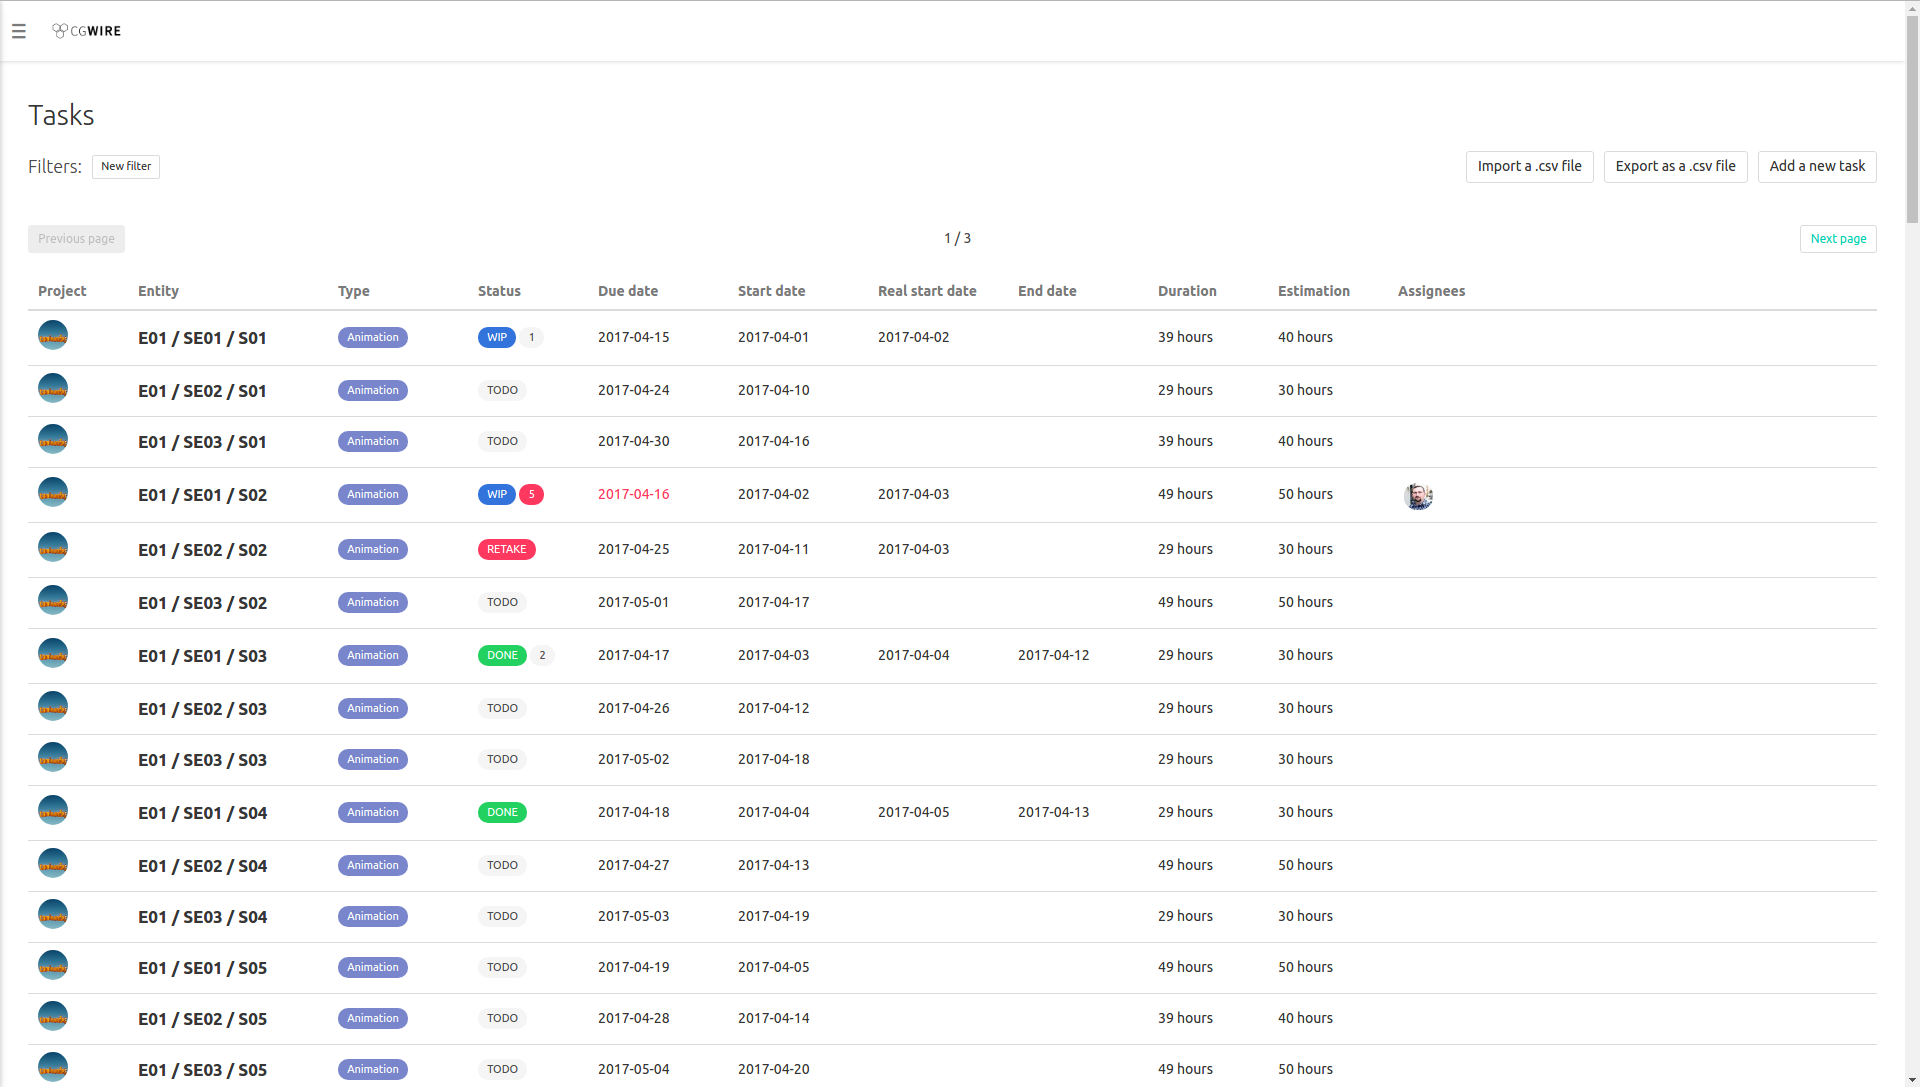 CGWIRE
Tasks
Filters: New filter Import a .csv file Export as a .csv file Add a new task
Previous page 1 / 3 Next page
Project Entity Type Status Due date Start date Real start date End date Duration Estimation Assignees
E01 / SE01 / S01 Animation WIP 1 2017-04-15 2017-04-01 2017-04-02 39 hours 40 hours
E01 / SE02 / S01 Animation TODO 2017-04-24 2017-04-10 29 hours 30 hours
E01 / SE03 / S01 Animation TODO 2017-04-30 2017-04-16 39 hours 40 hours
E01 / SE01 / S02 Animation WIP 5 2017-04-16 2017-04-02 2017-04-03 49 hours 50 hours
E01 / SE02 / S02 Animation RETAKE 2017-04-25 2017-04-11 2017-04-03 29 hours 30 hours
E01 / SE03 / S02 Animation TODO 2017-05-01 2017-04-17 49 hours 50 hours
E01 / SE01 / S03 Animation DONE 2 2017-04-17 2017-04-03 2017-04-04 2017-04-12 29 hours 30 hours
E01 / SE02 / S03 Animation TODO 2017-04-26 2017-04-12 29 hours 30 hours
E01 / SE03 / S03 Animation TODO 2017-05-02 2017-04-18 29 hours 30 hours
E01 / SE01 / S04 Animation DONE 2017-04-18 2017-04-04 2017-04-05 2017-04-13 29 hours 30 hours
E01 / SE02 / S04 Animation TODO 2017-04-27 2017-04-13 49 hours 50 hours
E01 / SE03 / S04 Animation TODO 2017-05-03 2017-04-19 29 hours 30 hours
E01 / SE01 / S05 Animation TODO 2017-04-19 2017-04-05 49 hours 50 hours
E01 / SE02 / S05 Animation TODO 2017-04-28 2017-04-14 39 hours 40 hours
E01 / SE03 / S05 Animation TODO 2017-05-04 2017-04-20 49 hours 50 hours